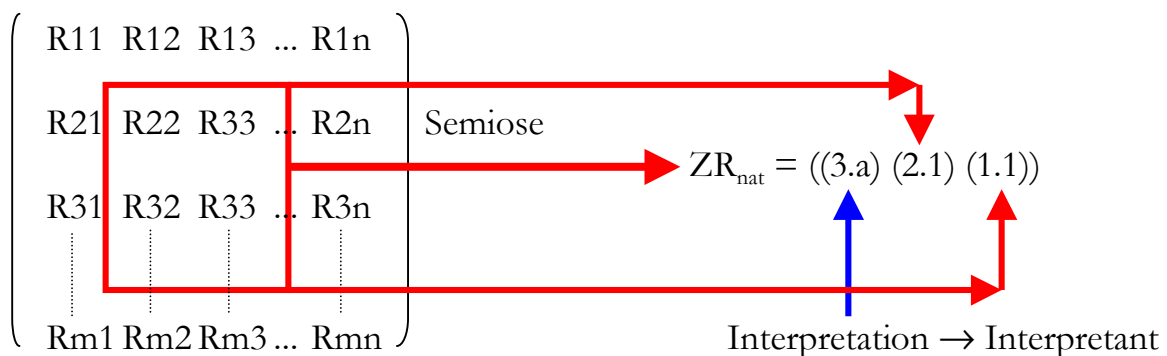 R11 R12 R13 ... R1n
R21 R22 R33 ... R2n Semiose
ZRnat = ((3.a) (2.1) (1.1))
R31 R32 R33 ... R3n
Rm1 Rm2 Rm3 ... Rmn Interpretation → Interpretant